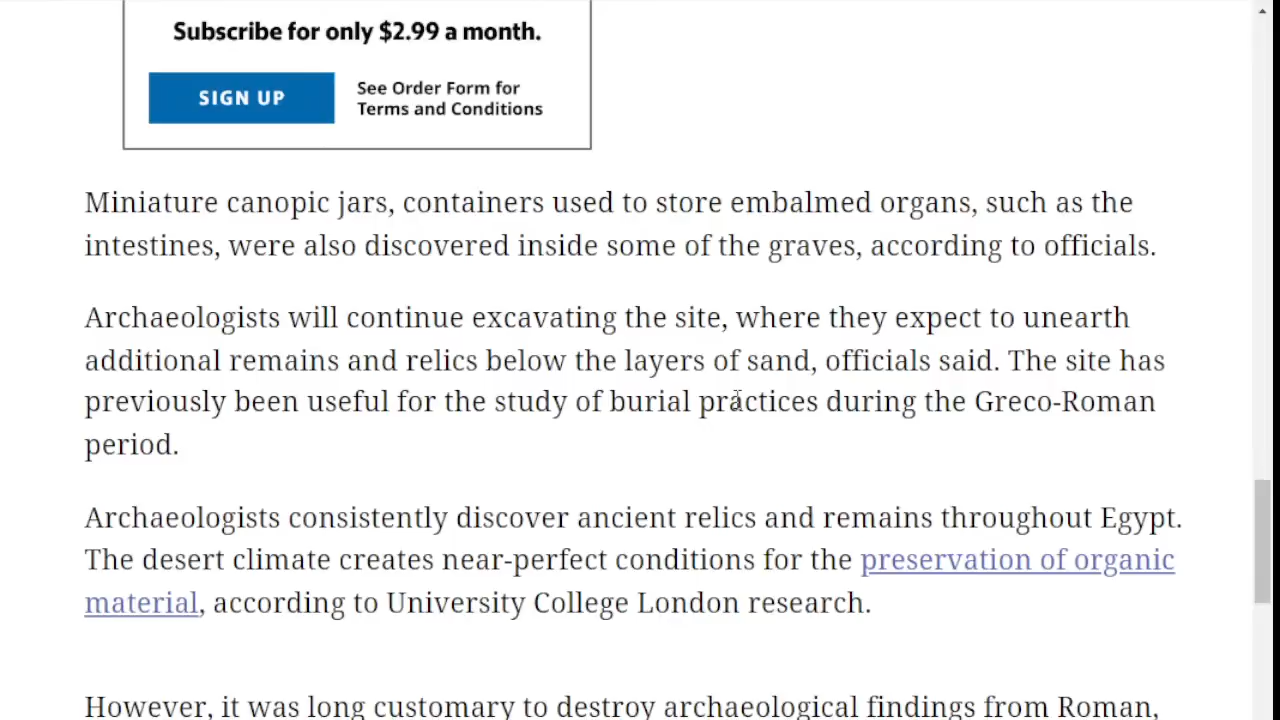 Subscribe for only $2.99 a month.
SIGN UP
See Order Form for
Terms and Conditions
Miniature canopic jars, containers used to store embalmed organs, such as the
intestines, were also discovered inside some of the graves, according to officials.
Archaeologists will continue excavating the site, where they expect to unearth
additional remains and relics below the layers of sand, officials said. The site has
previously been useful for the study of burial practices during the Greco-Roman
period.
Archaeologists consistently discover ancient relics and remains throughout Egypt.
The desert climate creates near-perfect conditions for the preservation of organic
material, according to University College London research.
However, it was long customary to destroy archaeological findings from Roman,